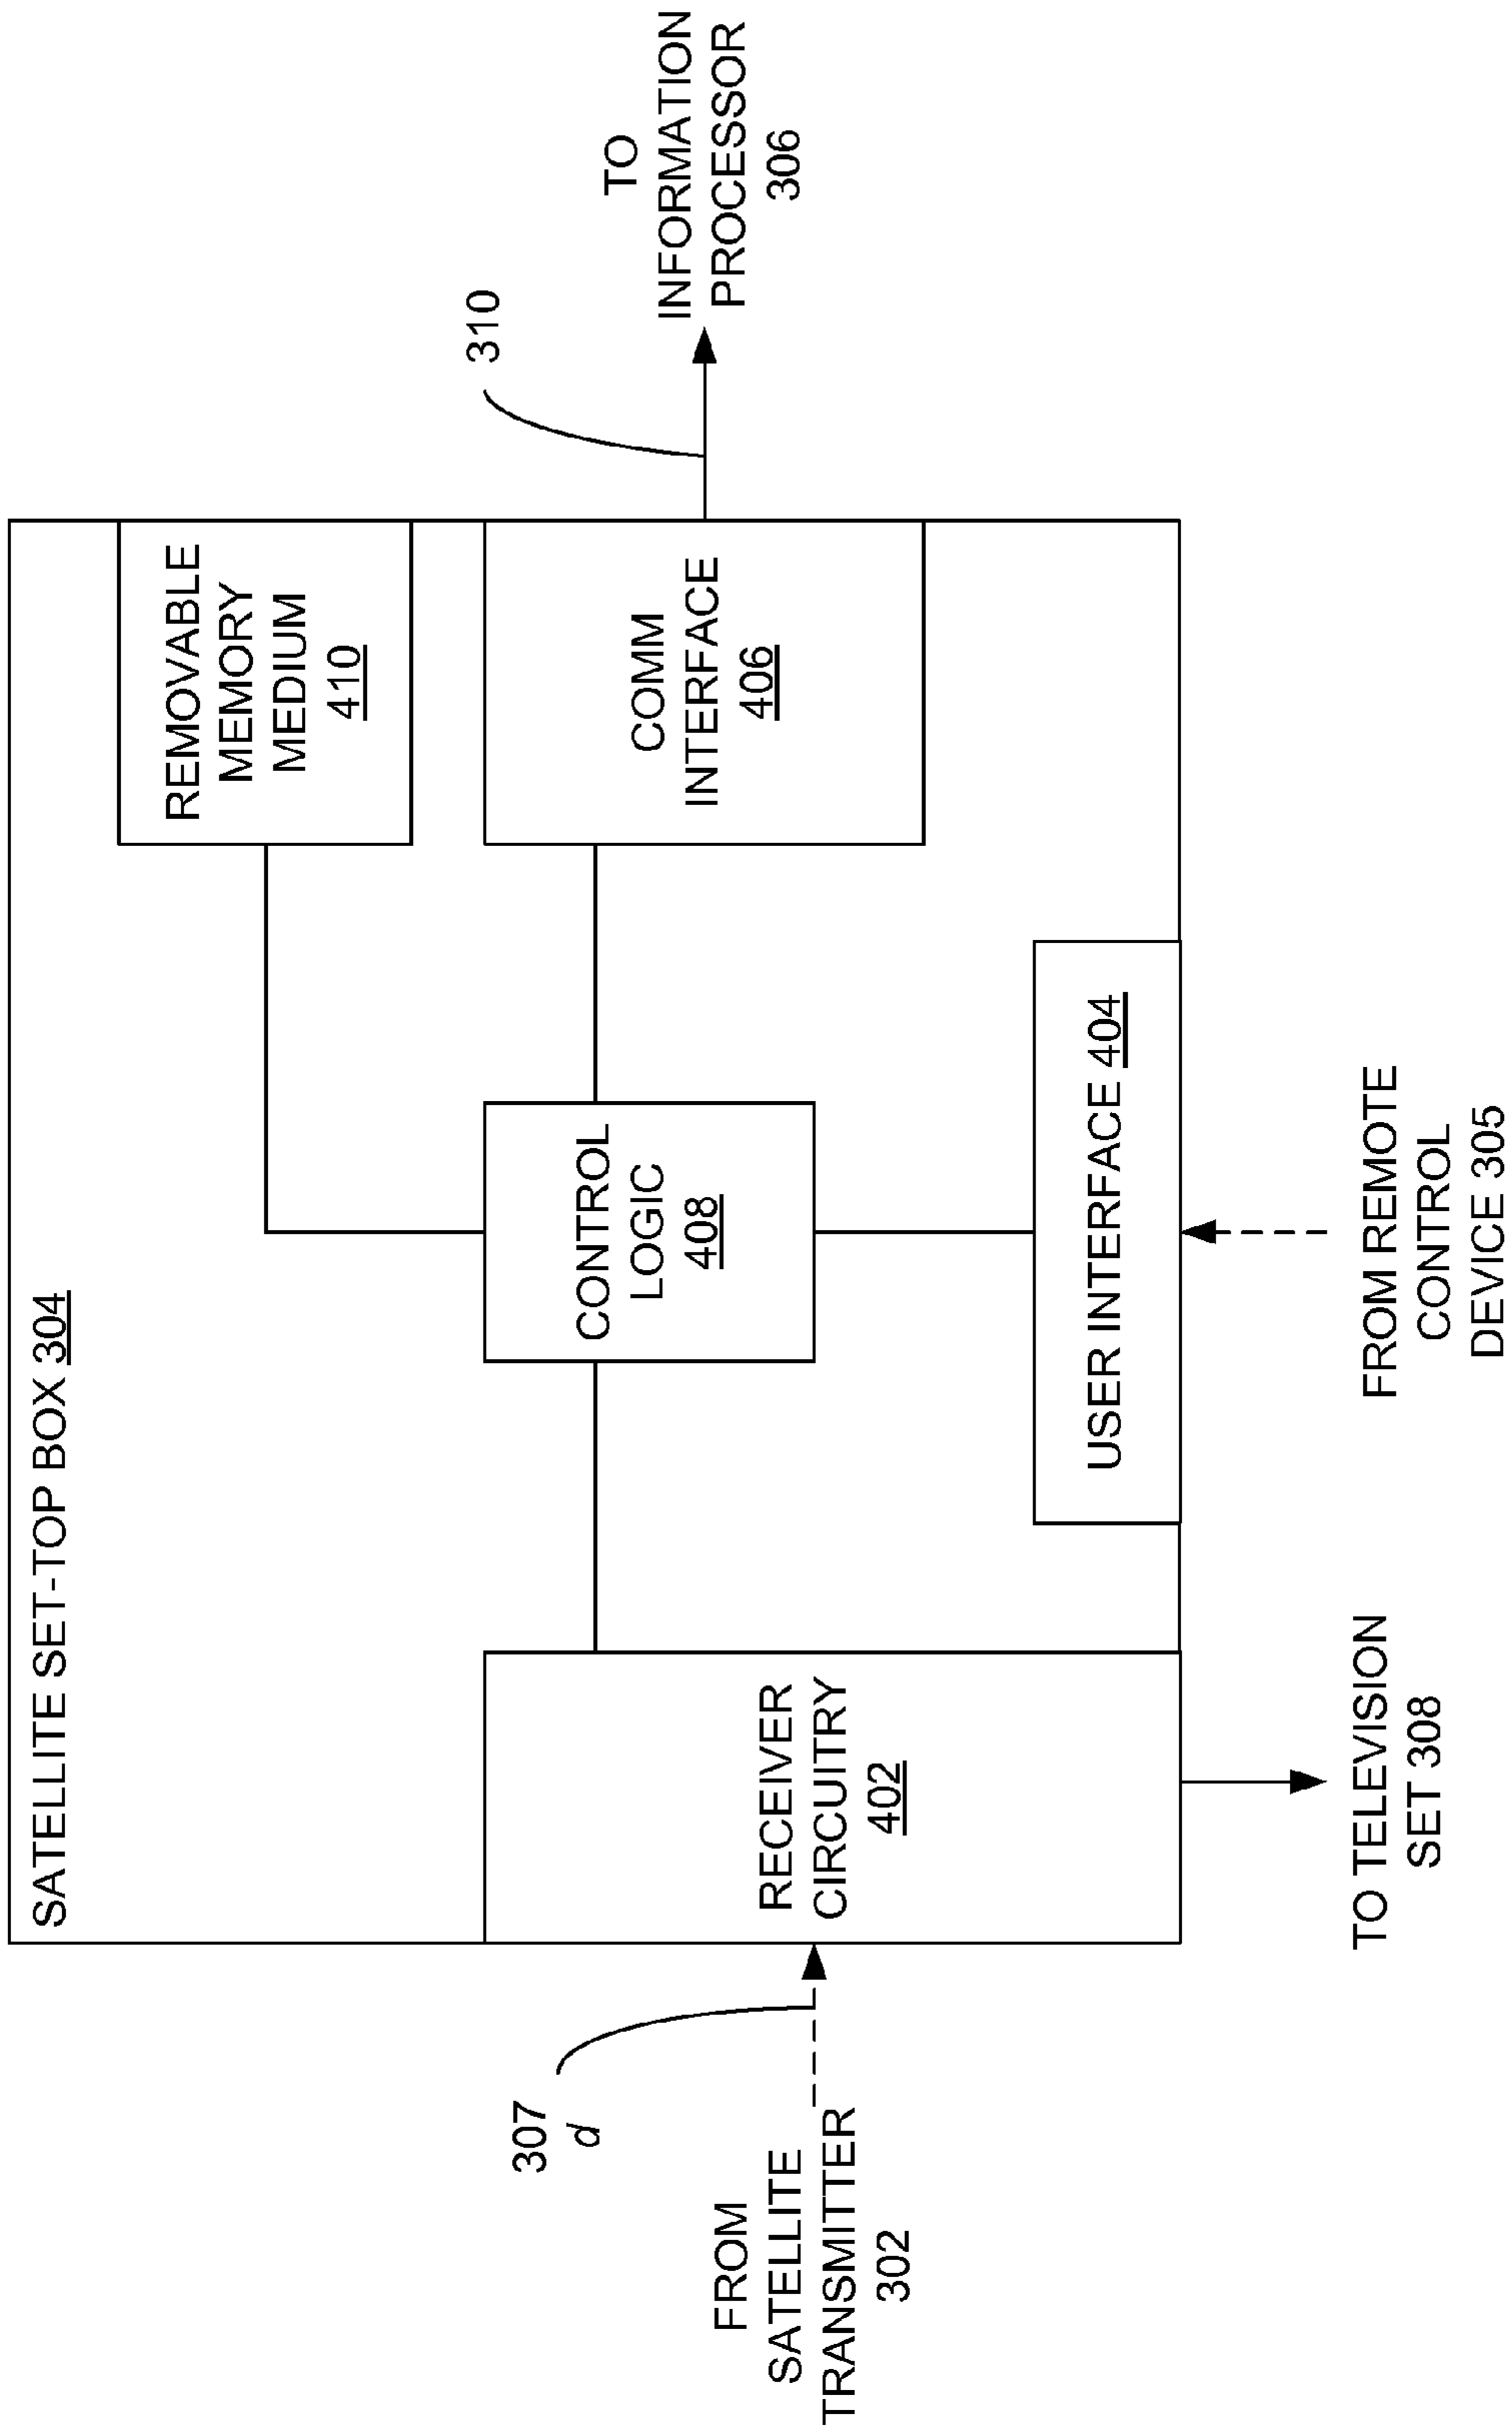 SATELLITE SET-TOP BOX 304
REMOVABLE
MEMORY
MEDIUM
410
307
d
310
FROM
SATELLITE
TRANSMITTER
302
RECEIVER
CIRCUITRY
402
CONTROL
LOGIC
408
COMM
INTERFACE
406
TO
INFORMATION
PROCESSOR
306
USER INTERFACE 404
TO TELEVISION
SET 308
FROM REMOTE
CONTROL
DEVICE 305